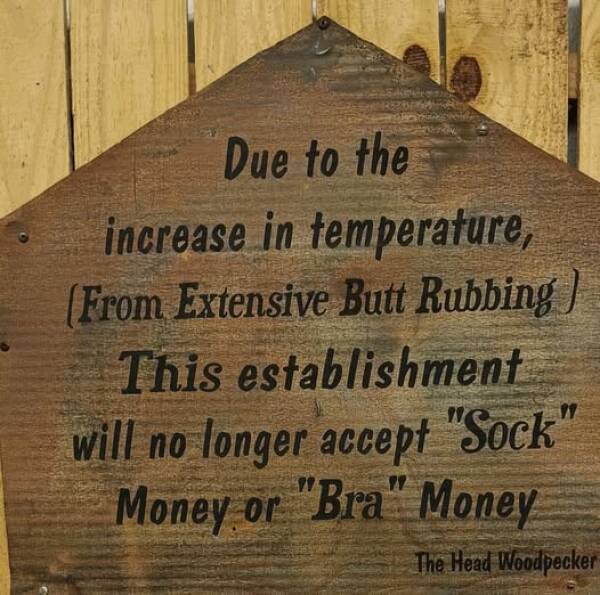 Due to the
increase in temperature,
(From Extensive Butt Rubbing )
This establishment
will no longer accept "Sock"
Money or "Bra" Money
The Head Woodpecker